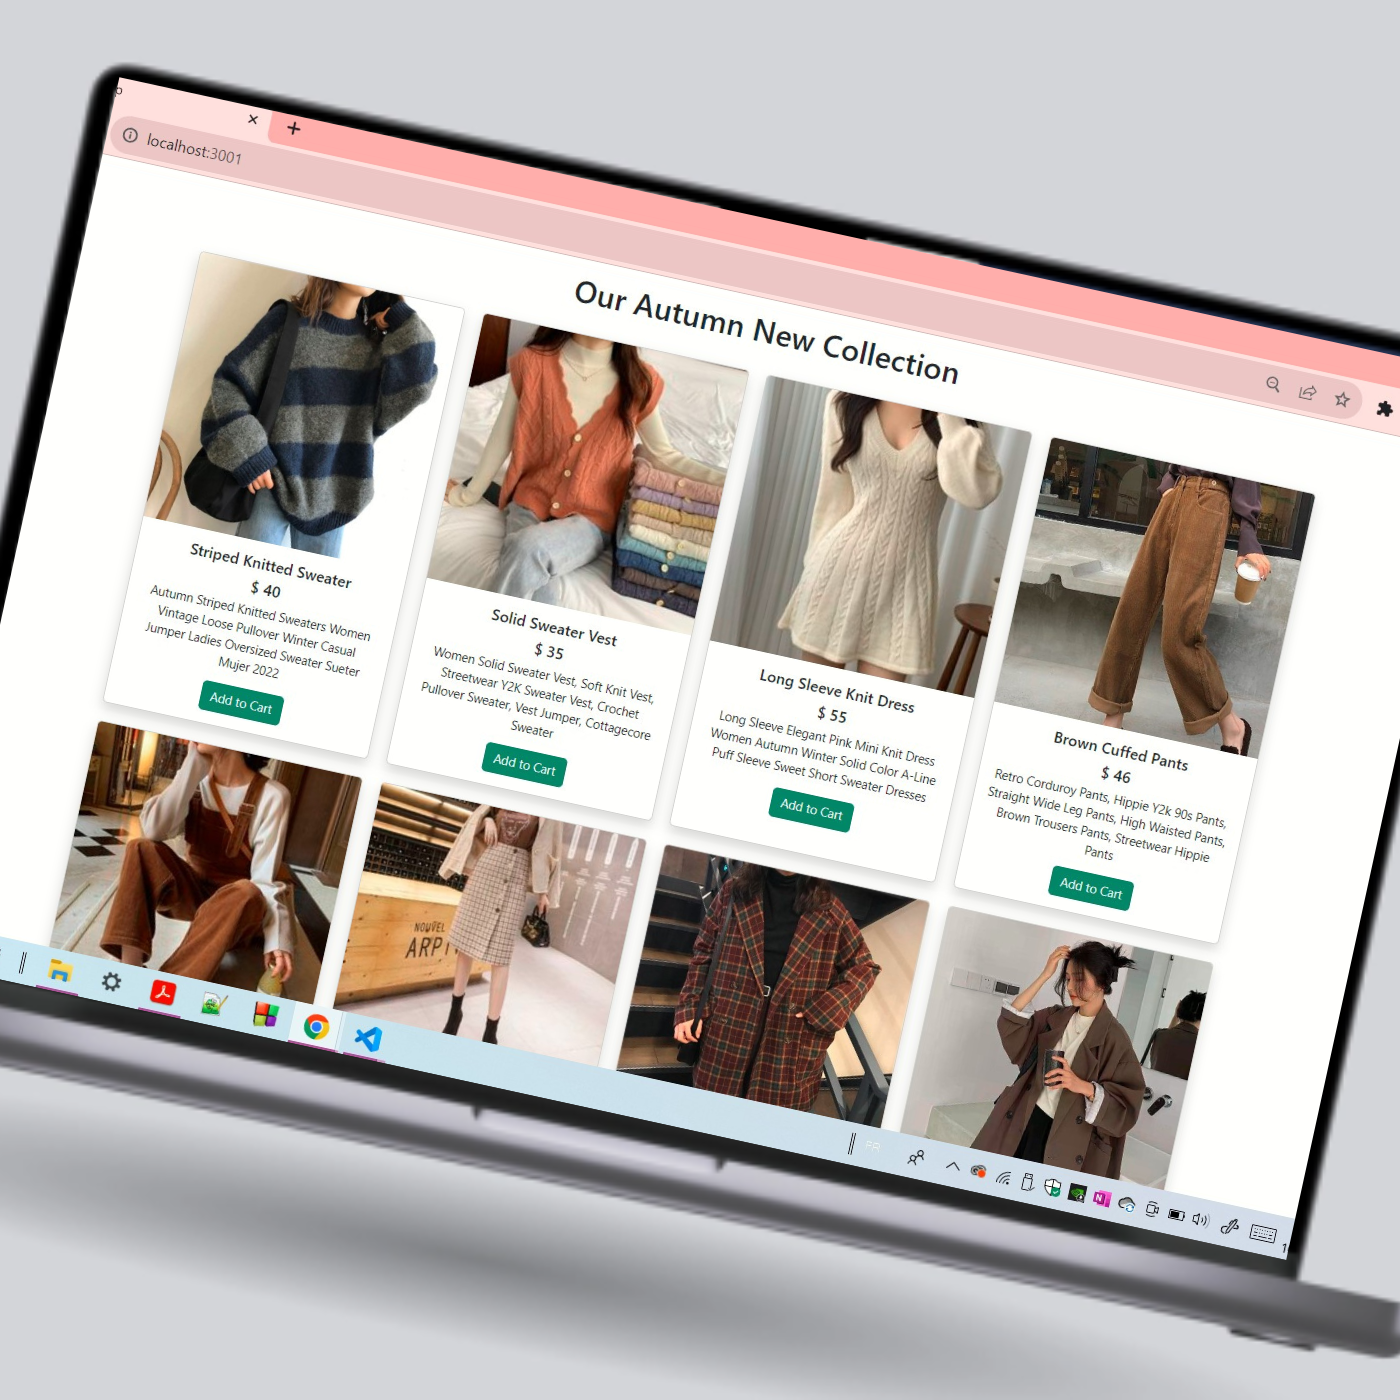 localhost:3001
Our Autumn New Collection
Striped Knitted Sweater
$ 40
Autumn Striped Knitted Sweaters Women
Vintage Loose Pullover Winter Casual
Jumper Ladies Oversized Sweater Sueter
Mujer 2022
Add to Cart
Solid Sweater Vest
$ 35
Women Solid Sweater Vest, Soft Knit Vest,
Streetwear Y2K Sweater Vest, Crochet
Pullover Sweater, Vest Jumper, Cottagecore
Sweater
Add to Cart
Long Sleeve Knit Dress
$ 55
Long Sleeve Elegant Pink Mini Knit Dress
Women Autumn Winter Solid Color A-Line
Puff Sleeve Sweet Short Sweater Dresses
Add to Cart
Brown Cuffed Pants
$ 46
Retro Corduroy Pants, Hippie Y2k 90s Pants,
Straight Wide Leg Pants, High Waisted Pants,
Brown Trousers Pants, Streetwear Hippie
Pants
Add to Cart
NOUVEL
ARPI